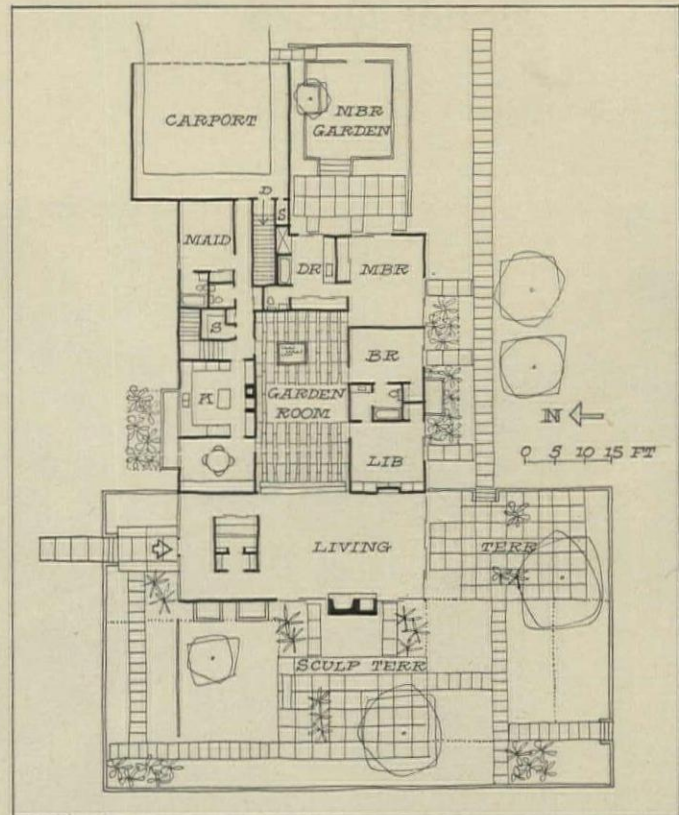 CARPORT
MBR
GARDEN
D
S
MAID
DR
MBR
S
BR
K
GARDEN
ROOM
N
LIB
0 5 10 15 FT
LIVING
TERR
SCULP TERR